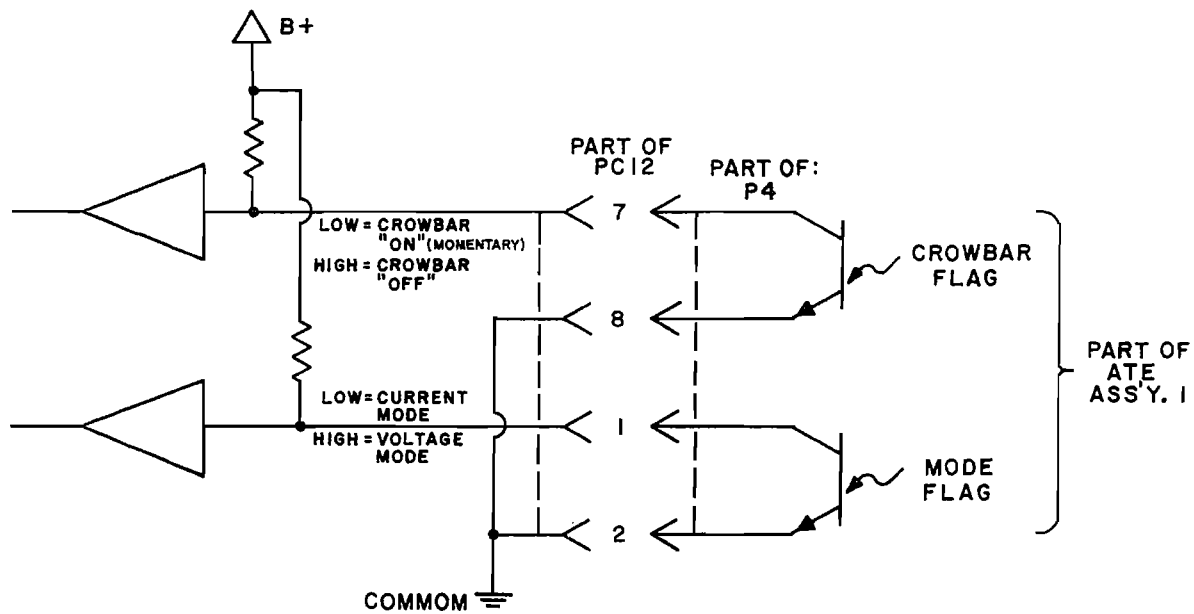 B+
PART OF
PC12
PART OF:
P4
7
LOW = CROWBAR
"ON" (MOMENTARY)
HIGH = CROWBAR
"OFF"
CROWBAR
FLAG
8
PART OF
ATE
ASS'Y. 1
LOW = CURRENT
MODE
1
HIGH = VOLTAGE
MODE
MODE
FLAG
2
COMMOM